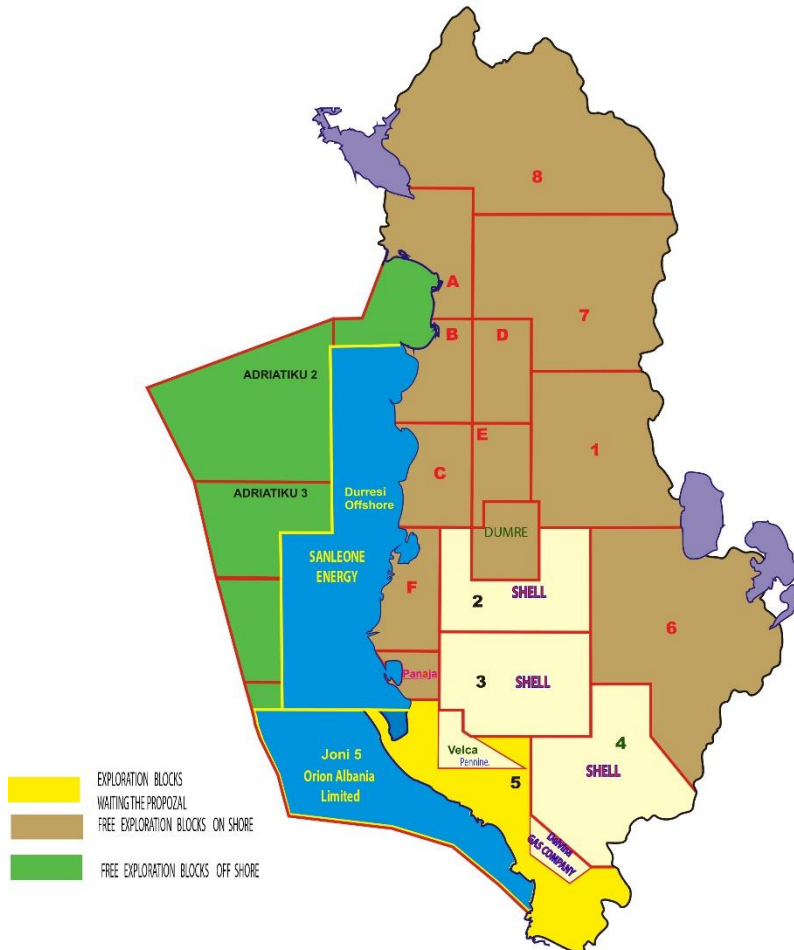 8
A
7
B
D
ADRIATIKU 2
E
1
C
ADRIATIKU 3
Durresi
Offshore
DUMRE
SANLEONE
ENERGY
F
2
SHELL
6
Panaja
3
SHELL
4
Velca
Pennine.
Joni 5
Orion Albania
Limited
5
SHELL
GAS COMPANY
EXPLORATION BLOCKS
WAITING THE PROPOZAL
FREE EXPLORATION BLOCKS ON SHORE
FREE EXPLORATION BLOCKS OFF SHORE